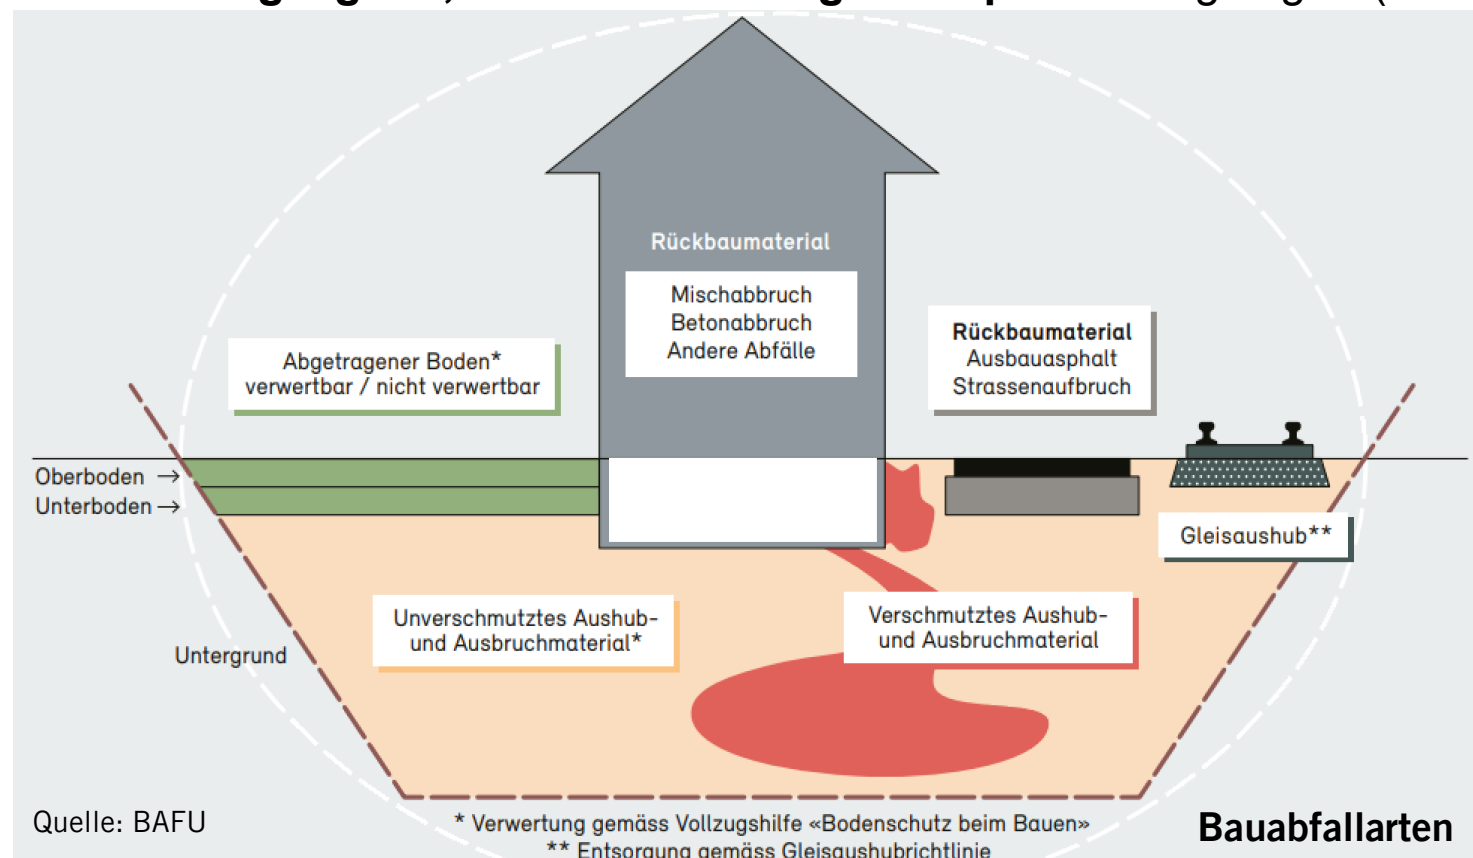 Rückbaumaterial
Mischabbruch
Betonabbruch
Andere Abfälle
Rückbaumaterial
Ausbauasphalt
Strassenaufbruch
Abgetragener Boden*
verwertbar / nicht verwertbar
Oberboden →
Unterboden →
Gleisaushub**
Unverschmutztes Aushub-
und Ausbruchmaterial*
Verschmutztes Aushub-
und Ausbruchmaterial
Untergrund
Quelle: BAFU
* Verwertung gemäss Vollzugshilfe «Bodenschutz beim Bauen»
** Entsorgung gemäss Gleisaushubrichtlinie
Bauabfallarten